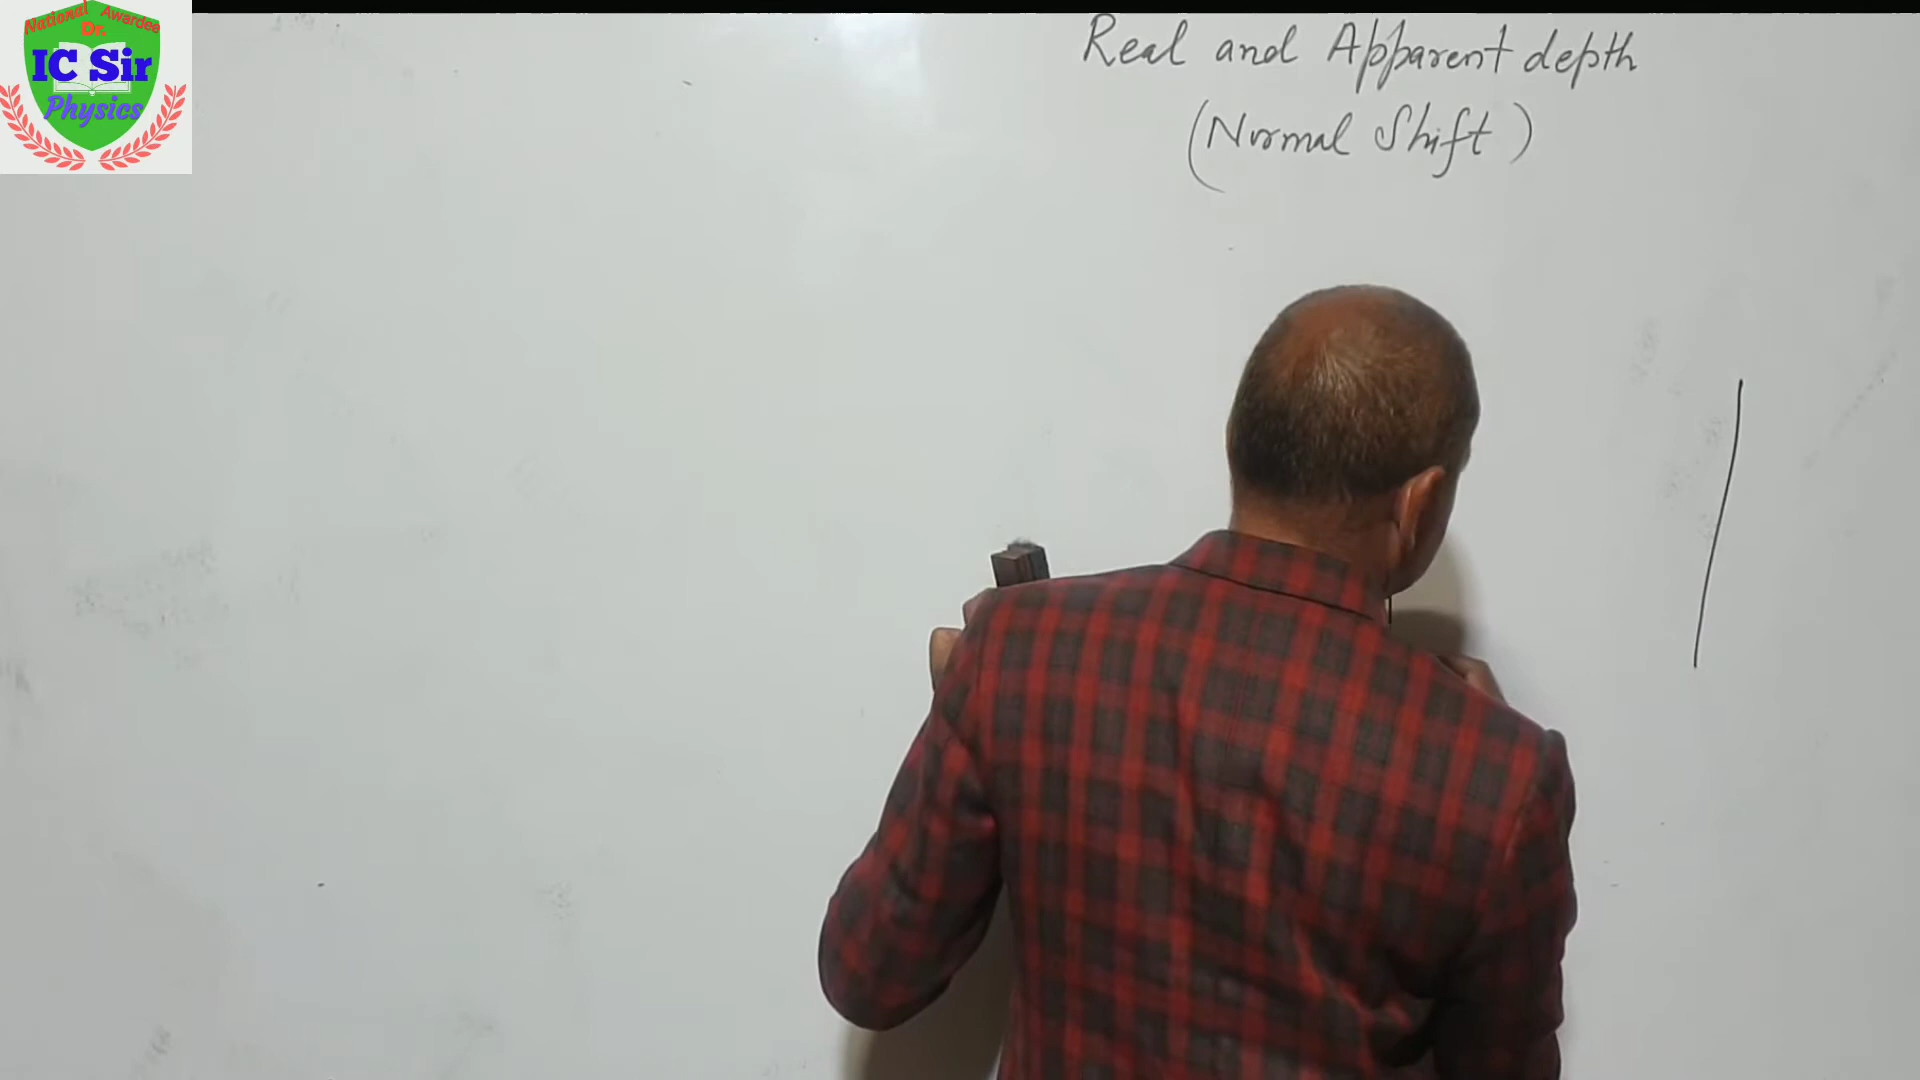 National Awardee
Dr.
IC Sir
Physics
Real and Apparent depth
(Normal Shift)